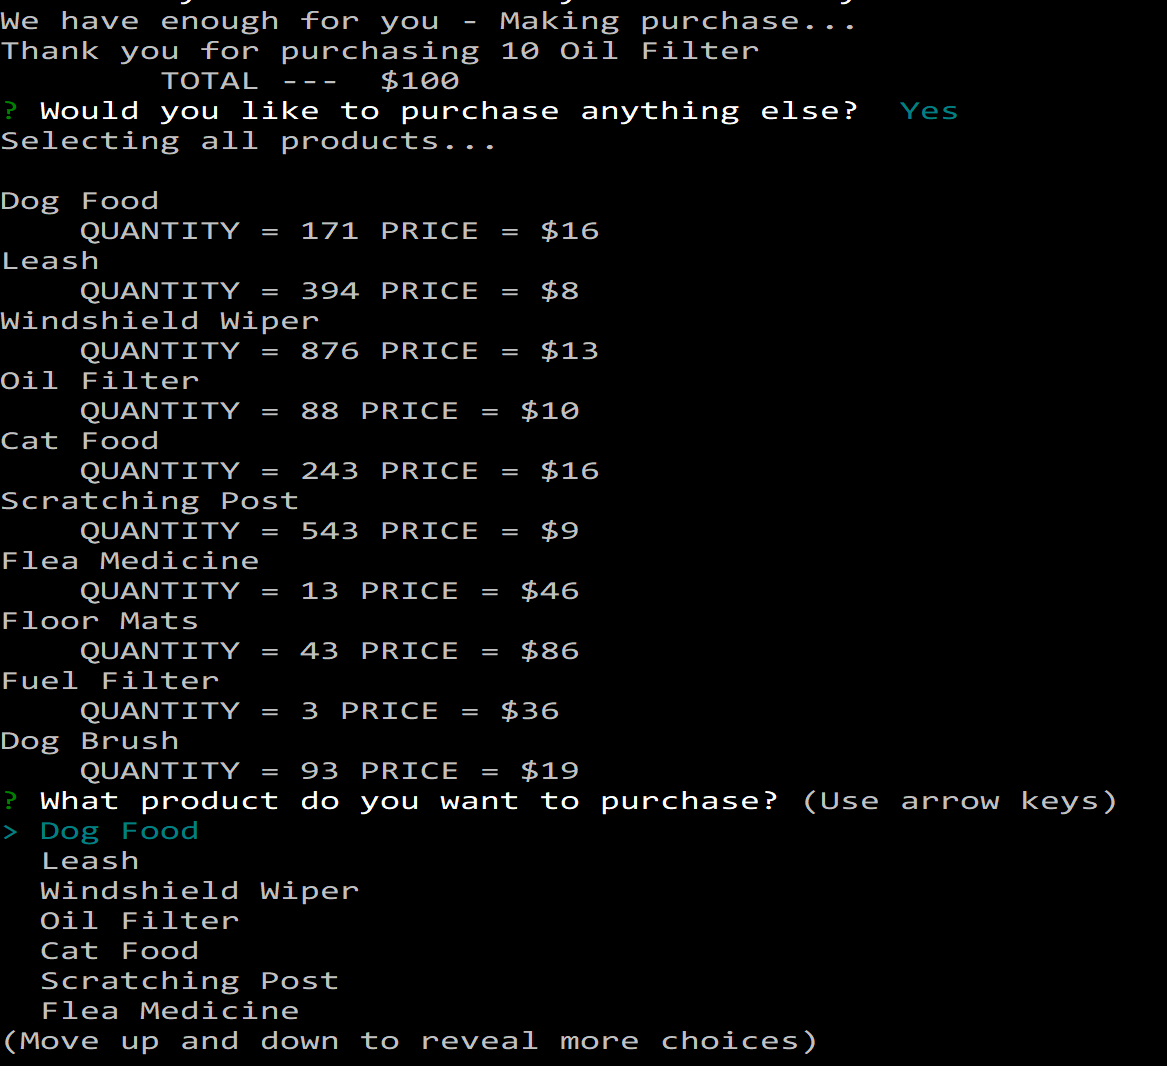 We have enough for you - Making purchase...
Thank you for purchasing 10 Oil Filter
        TOTAL ---  $100
? Would you like to purchase anything else?  Yes
Selecting all products...

Dog Food
    QUANTITY = 171 PRICE = $16
Leash
    QUANTITY = 394 PRICE = $8
Windshield Wiper
    QUANTITY = 876 PRICE = $13
Oil Filter
    QUANTITY = 88 PRICE = $10
Cat Food
    QUANTITY = 243 PRICE = $16
Scratching Post
    QUANTITY = 543 PRICE = $9
Flea Medicine
    QUANTITY = 13 PRICE = $46
Floor Mats
    QUANTITY = 43 PRICE = $86
Fuel Filter
    QUANTITY = 3 PRICE = $36
Dog Brush
    QUANTITY = 93 PRICE = $19
? What product do you want to purchase? (Use arrow keys)
> Dog Food
  Leash
  Windshield Wiper
  Oil Filter
  Cat Food
  Scratching Post
  Flea Medicine
(Move up and down to reveal more choices)